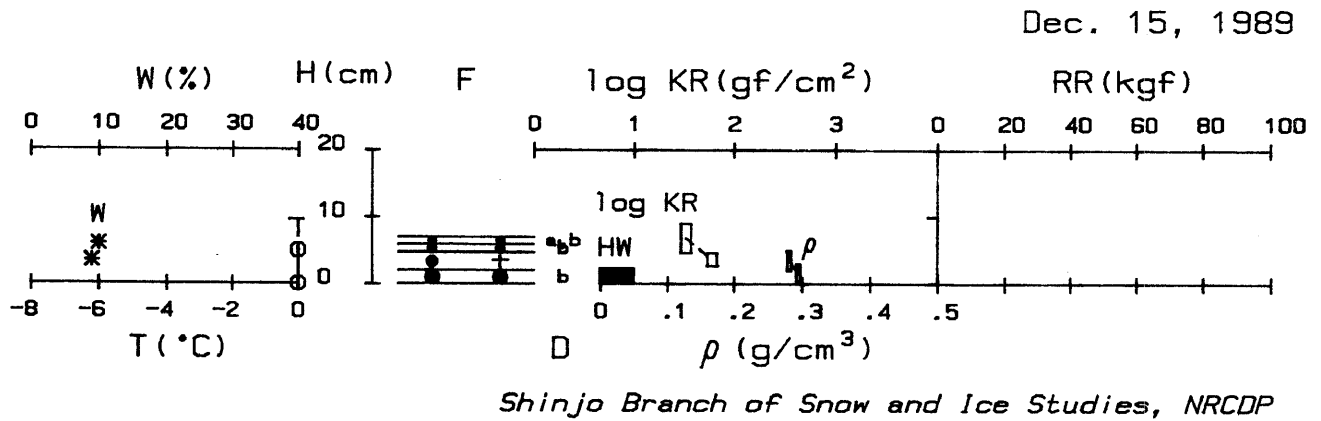 Dec. 15, 1989
W(%) H(cm) F log KR(gf/cm2) RR(kgf)
0 10 20 30 40 0 1 2 3 0 20 40 60 80 100
20
log KR
W T 10
HW ρ
b
b
0
-8 -6 -4 -2 0 0 .1 .2 .3 .4 .5
T(°C) D ρ(g/cm3)
Shinjo Branch of Snow and Ice Studies, NRCDP